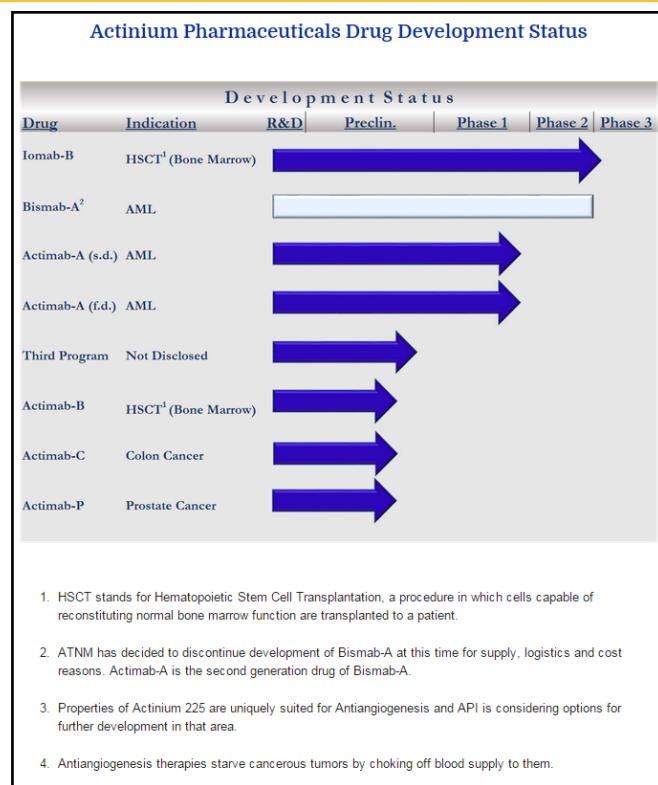 Actinium Pharmaceuticals Drug Development Status
Development Status
Drug Indication R&D Preclin. Phase 1 Phase 2 Phase 3
Iomab-B HSCT¹ (Bone Marrow)
Bismab-A² AML
Actimab-A (s.d.) AML
Actimab-A (f.d.) AML
Third Program Not Disclosed
Actimab-B HSCT¹ (Bone Marrow)
Actimab-C Colon Cancer
Actimab-P Prostate Cancer
1. HSCT stands for Hematopoietic Stem Cell Transplantation, a procedure in which cells capable of
reconstituting normal bone marrow function are transplanted to a patient.
2. ATNM has decided to discontinue development of Bismab-A at this time for supply, logistics and cost
reasons. Actimab-A is the second generation drug of Bismab-A.
3. Properties of Actinium 225 are uniquely suited for Antiangiogenesis and API is considering options for
further development in that area.
4. Antiangiogenesis therapies starve cancerous tumors by choking off blood supply to them.